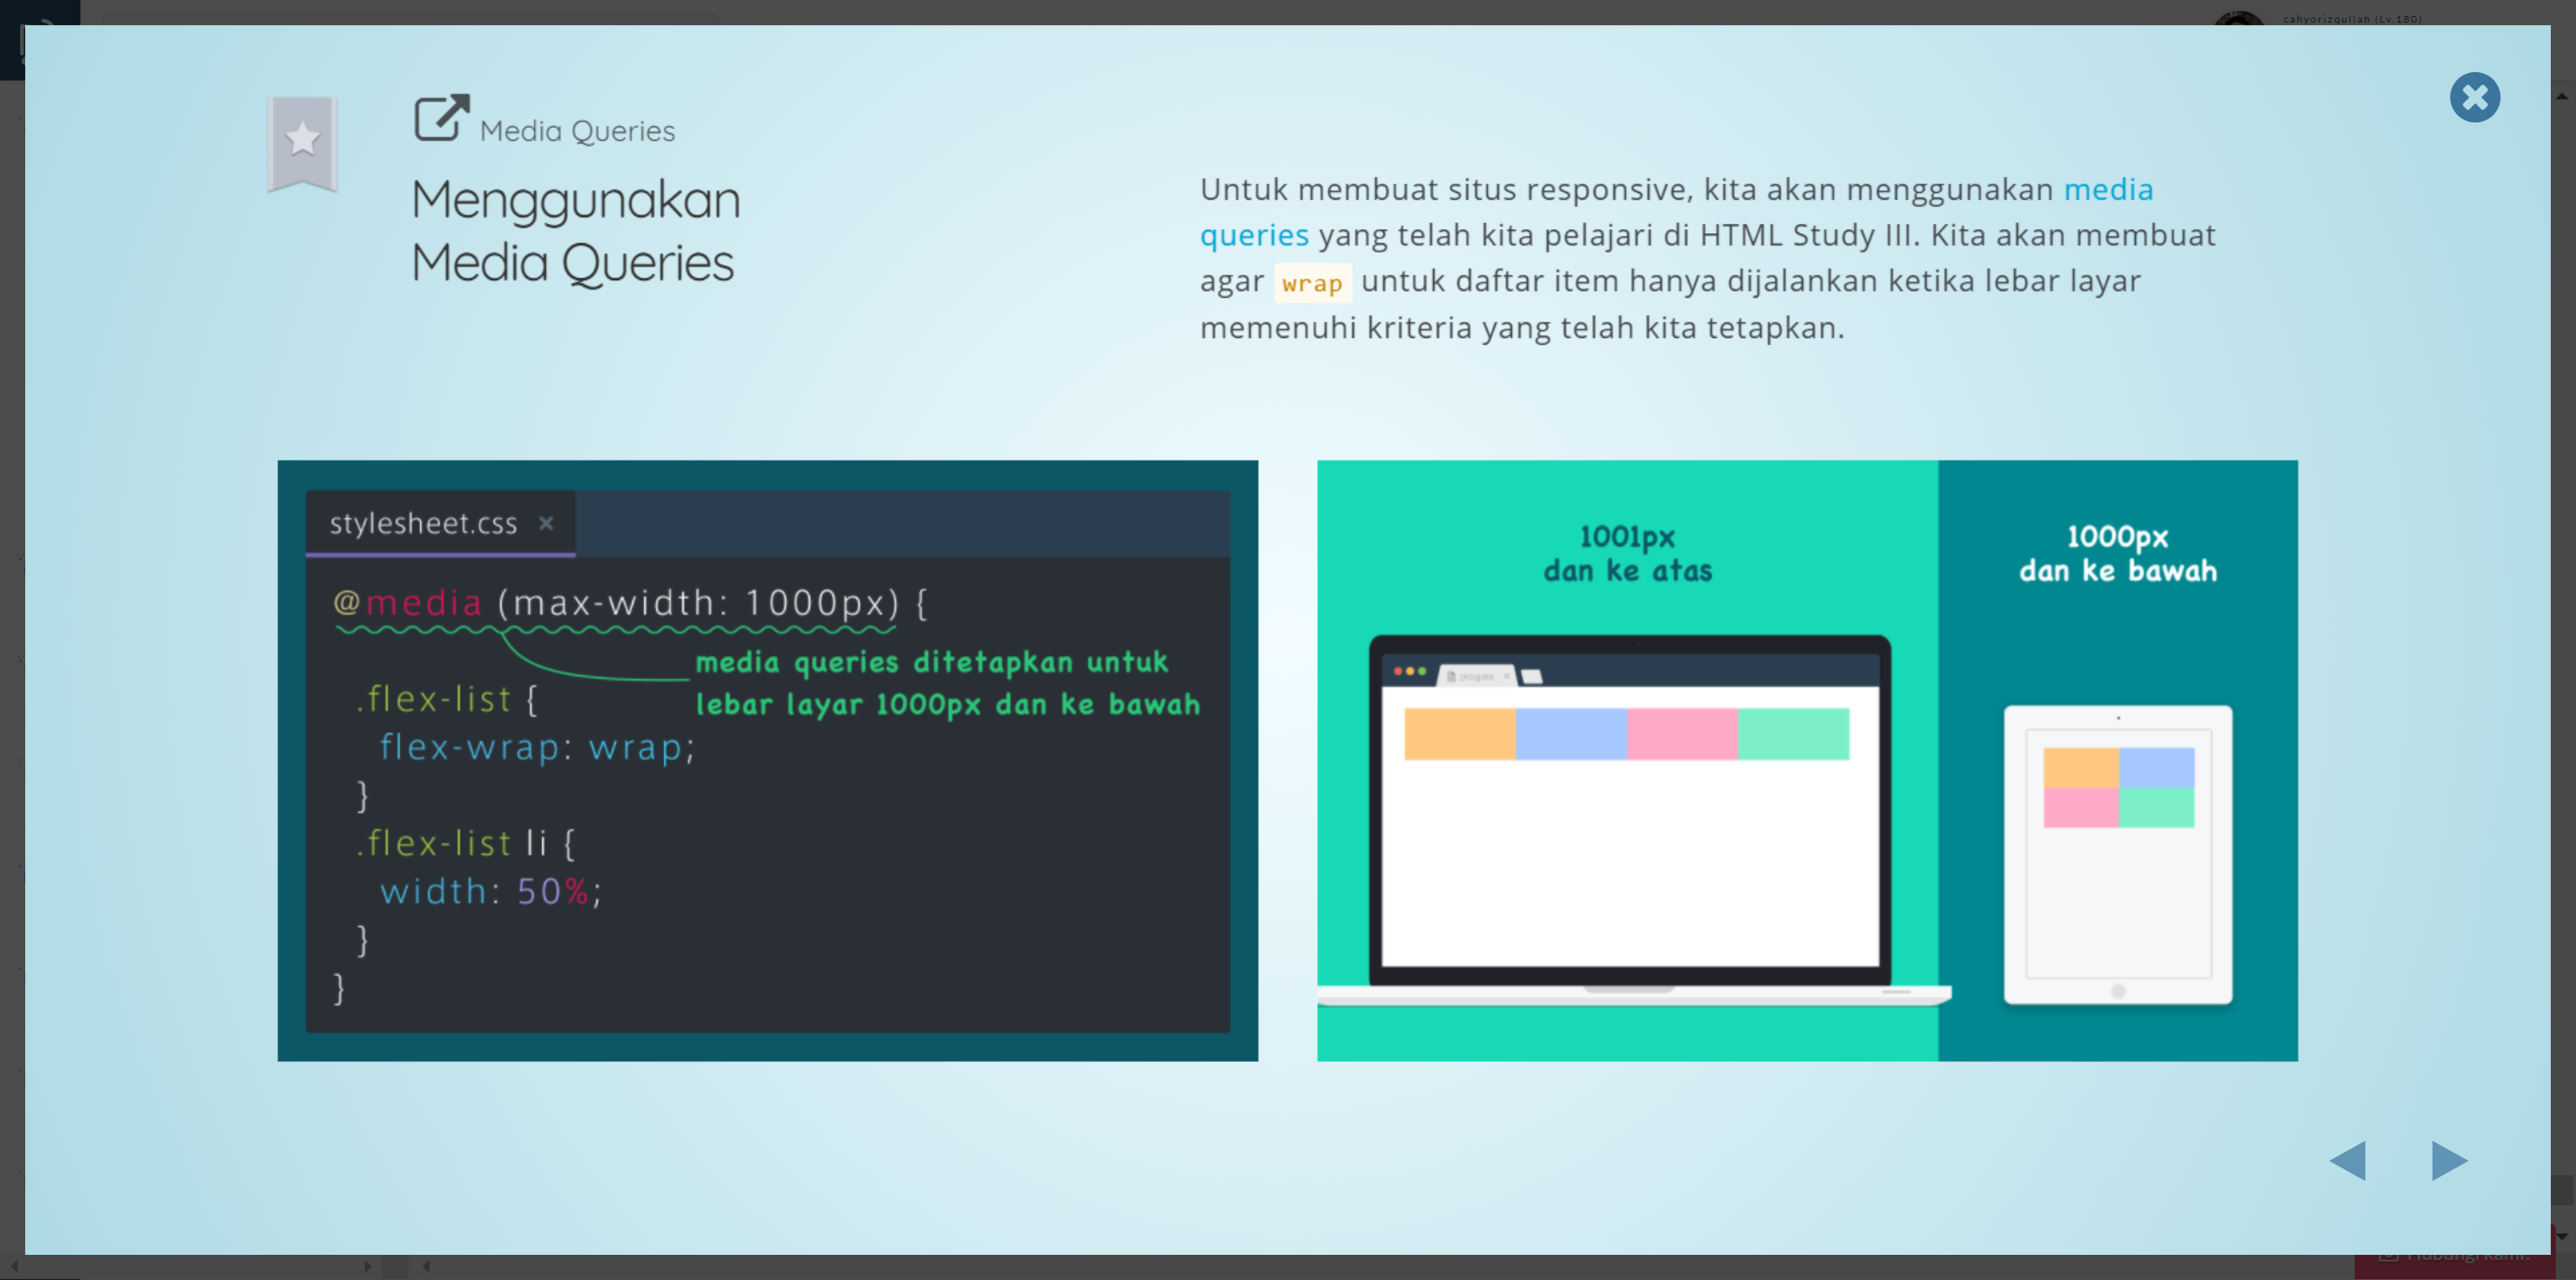 cahyorizqullah (Lv.180)
Media Queries
Menggunakan
Media Queries
Untuk membuat situs responsive, kita akan menggunakan media
queries yang telah kita pelajari di HTML Study III. Kita akan membuat
agar wrap untuk daftar item hanya dijalankan ketika lebar layar
memenuhi kriteria yang telah kita tetapkan.
stylesheet.css ×
@media (max-width: 1000px) {
media queries ditetapkan untuk
lebar layar 1000px dan ke bawah
.flex-list {
flex-wrap: wrap;
}
.flex-list li {
width: 50%;
}
}
1001px
dan ke atas
1000px
dan ke bawah
progate ×
Hubungi kami!